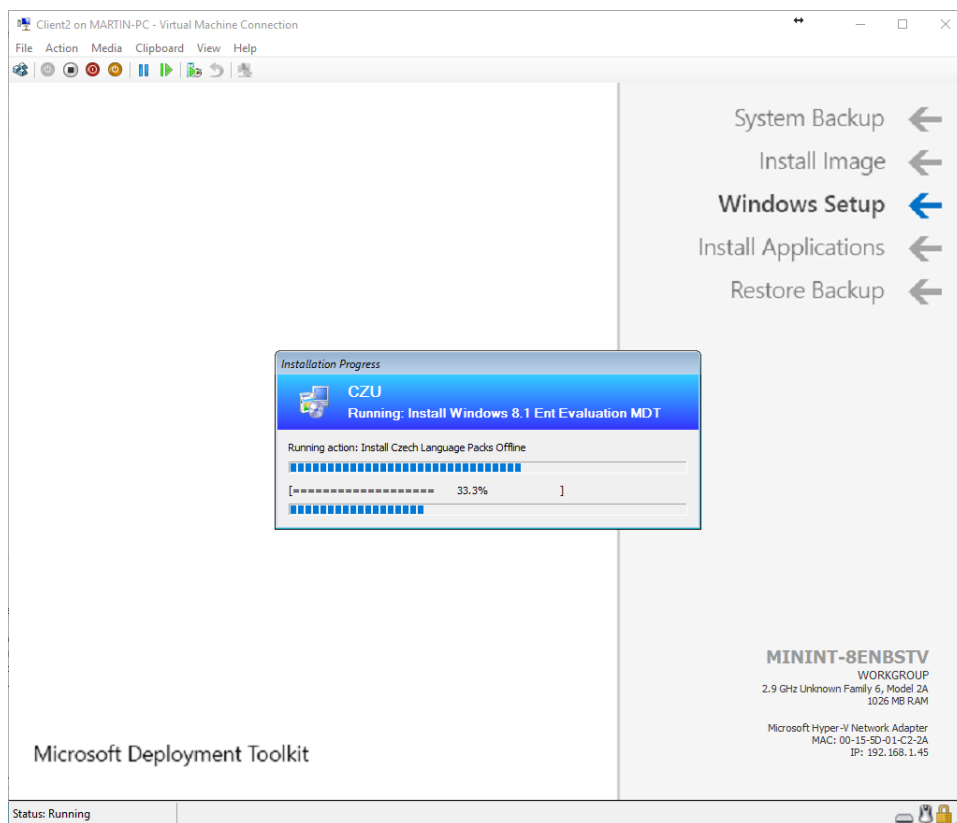 Client2 on MARTIN-PC - Virtual Machine Connection
File Action Media Clipboard View Help
System Backup
Install Image
Windows Setup
Install Applications
Restore Backup
Installation Progress
CZU
Running: Install Windows 8.1 Ent Evaluation MDT
Running action: Install Czech Language Packs Offline
[=================== 33.3% ]
MININT-8ENBSTV
WORKGROUP
2.9 GHz Unknown Family 6, Model 2A
1026 MB RAM
Microsoft Hyper-V Network Adapter
MAC: 00-15-5D-01-C2-2A
IP: 192.168.1.45
Microsoft Deployment Toolkit
Status: Running